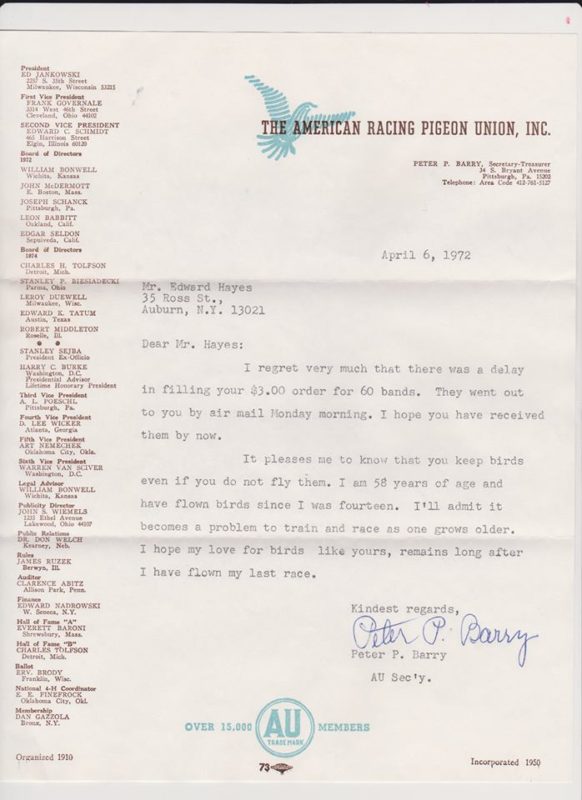 President
ED JANKOWSKI
2257 S. 35th Street
Milwaukee, Wisconsin 53215
First Vice President
FRANK GOVERNALE
3314 West 46th Street
Cleveland, Ohio 44102
SECOND VICE PRESIDENT
EDWARD C. SCHMIDT
465 Harrison Street
Elgin, Illinois 60120
Board of Directors
1972
WILLIAM BONWELL
Wichita, Kansas
JOHN McDERMOTT
E. Boston, Mass.
JOSEPH SCHANCK
Pittsburgh, Pa.
LEON BABBITT
Oakland, Calif.
EDGAR SELDON
Sepulveda, Calif.
Board of Directors
1974
CHARLES H. TOLFSON
Detroit, Mich.
STANLEY P. BIESIADECKI
Parma, Ohio
LEROY DUEWELL
Milwaukee, Wisc.
EDWARD K. TATUM
Austin, Texas
ROBERT MIDDLETON
Roselle, Ill.
STANLEY SEJBA
President Ex-Officio
HARRY C. BURKE
Washington, D.C.
Presidential Advisor
Lifetime Honorary President
Third Vice President
A. L. POESCHL
Pittsburg, Pa.
Fourth Vice President
D. LEE WICKER
Atlanta, Georgia
Fifth Vice President
ART NEMECHEK
Oklahoma City, Okla.
Sixth Vice President
WARREN VAN SCIVER
Washington, D.C.
Legal Advisor
WILLIAM BONWELL
Wichita, Kansas
Publicity Director
JOHN S. WIEMELS
1235 Ethel Avenue
Lakewood, Ohio 44107
Public Relations
DR. DON WELCH
Kearney, Neb.
Rules
JAMES RUZEK
Berwyn, Ill.
Auditor
CLARENCE ABITZ
Allison Park, Penn.
Finance
EDWARD NADROWSKI
W. Seneca, N.Y.
Hall of Fame "A"
EVERETT BARONI
Shrewsbury, Mass.
Hall of Fame "B"
CHARLES TOLFSON
Detroit, Mich.
Ballot
ERV. BRODY
Franklin, Wisc.
National 4-H Coordinator
E. E. FINEFROCK
Oklahoma City, Okl.
Membership
DAN GAZZOLA
Bronx, N.Y.
THE AMERICAN RACING PIGEON UNION, INC.
PETER P. BARRY, Secretary-Treasurer
34 S. Bryant Avenue
Pittsburgh, Pa. 15202
Telephone: Area Code 412-761-5127
April 6, 1972
Mr. Edward Hayes
35 Ross St.,
Auburn, N.Y. 13021
Dear Mr. Hayes:
I regret very much that there was a delay
in filling your $3.00 order for 60 bands. They went out
to you by air mail Monday morning. I hope you have received
them by now.
It pleases me to know that you keep birds
even if you do not fly them. I am 58 years of age and
have flown birds since I was fourteen. I'll admit it
becomes a problem to train and race as one grows older.
I hope my love for birds like yours, remains long after
I have flown my last race.
Kindest regards,
Peter P. Barry
Peter P. Barry
AU Sec'y.
OVER 15,000 AU MEMBERS
TRADE MARK
Organized 1910
73
Incorporated 1950